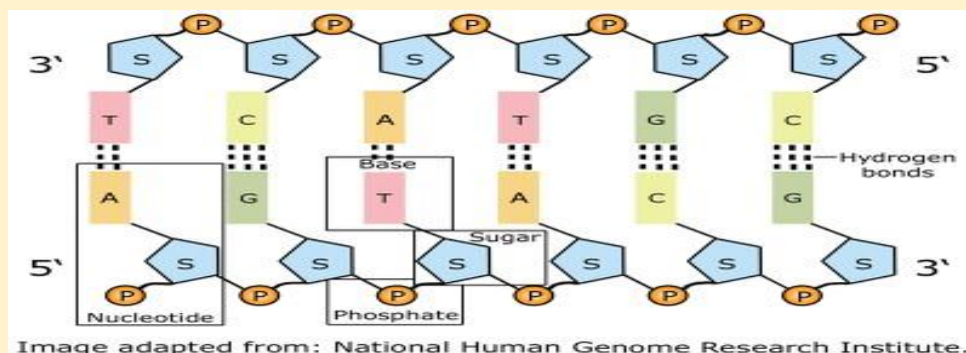 P P P P P P
3' S S S S S S 5'
T C A T G C
Hydrogen
bonds
Base
A G T A C G
Sugar
5' S S S S S S 3'
P P P P P P
Nucleotide Phosphate
Image adapted from: National Human Genome Research Institute.